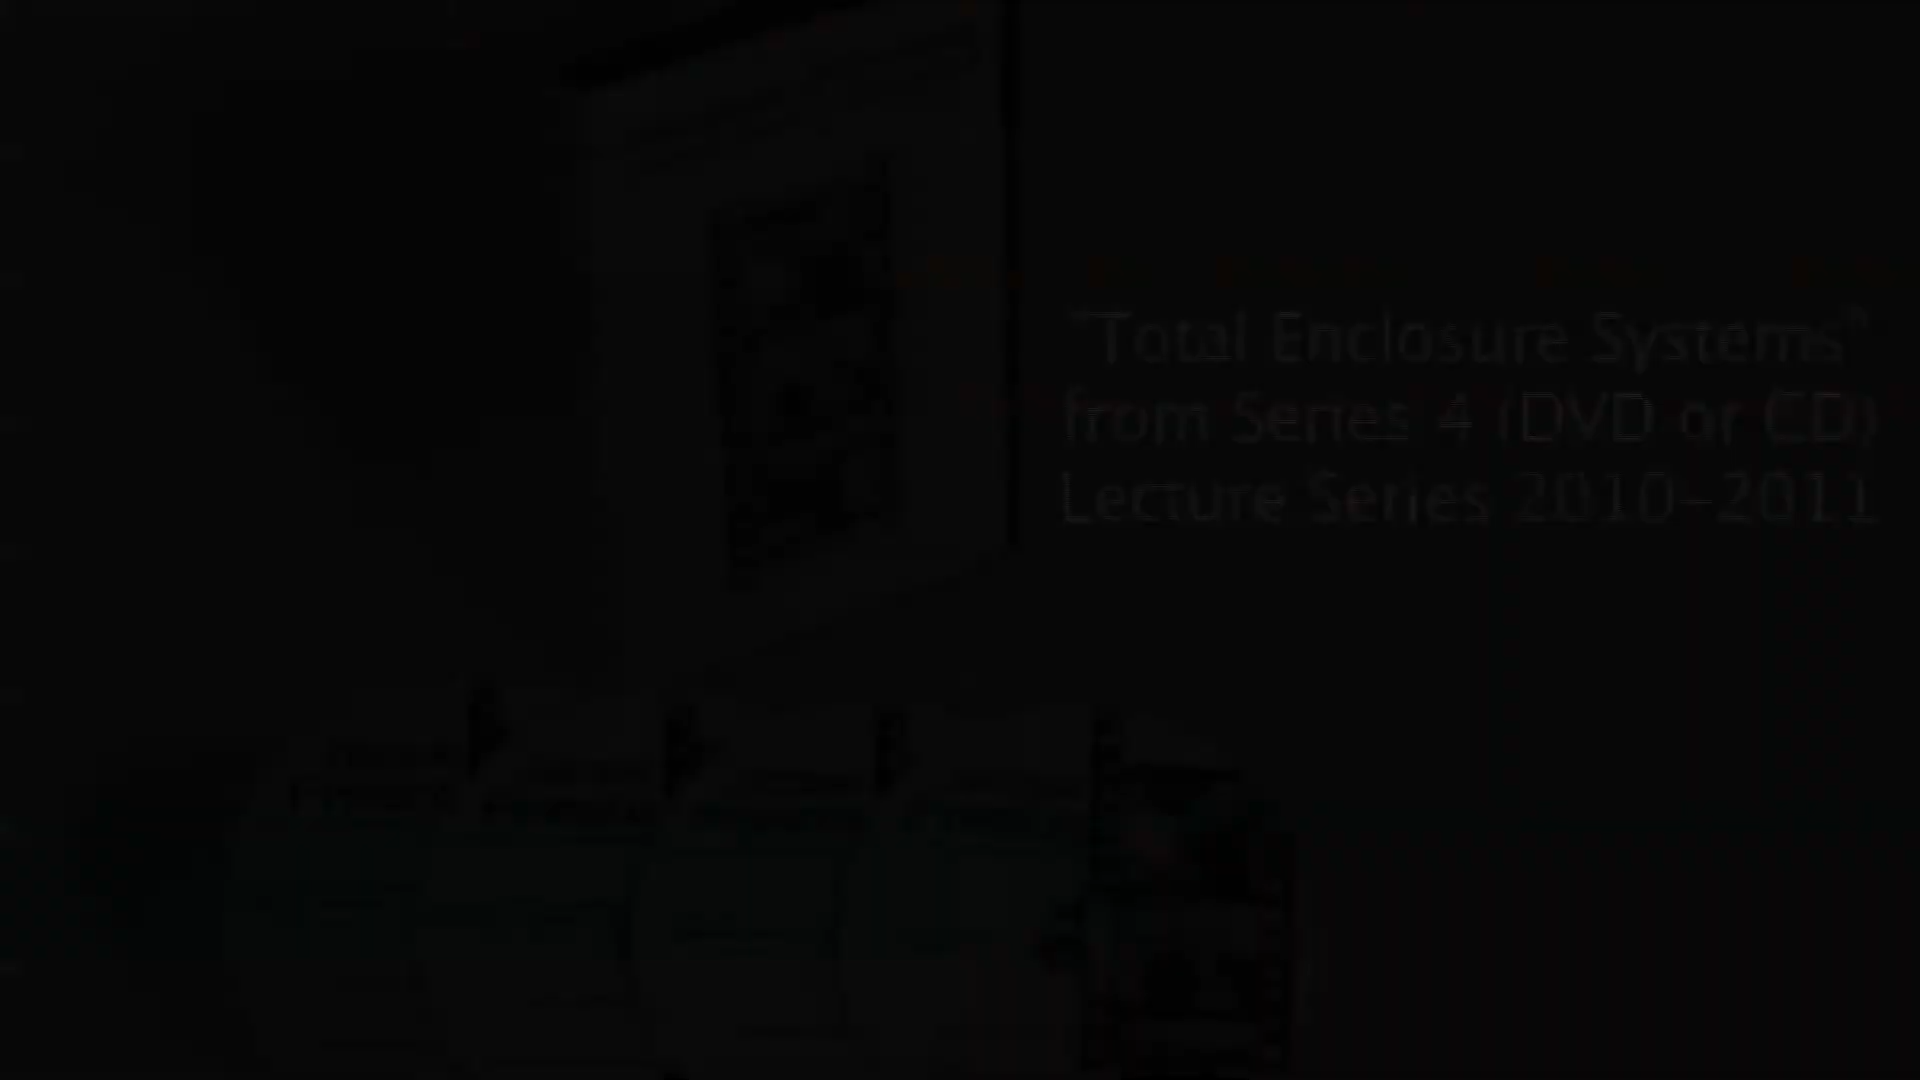 "Total Enclosure Systems"
from Series 4 (DVD or CD)
Lecture Series 2010-2011